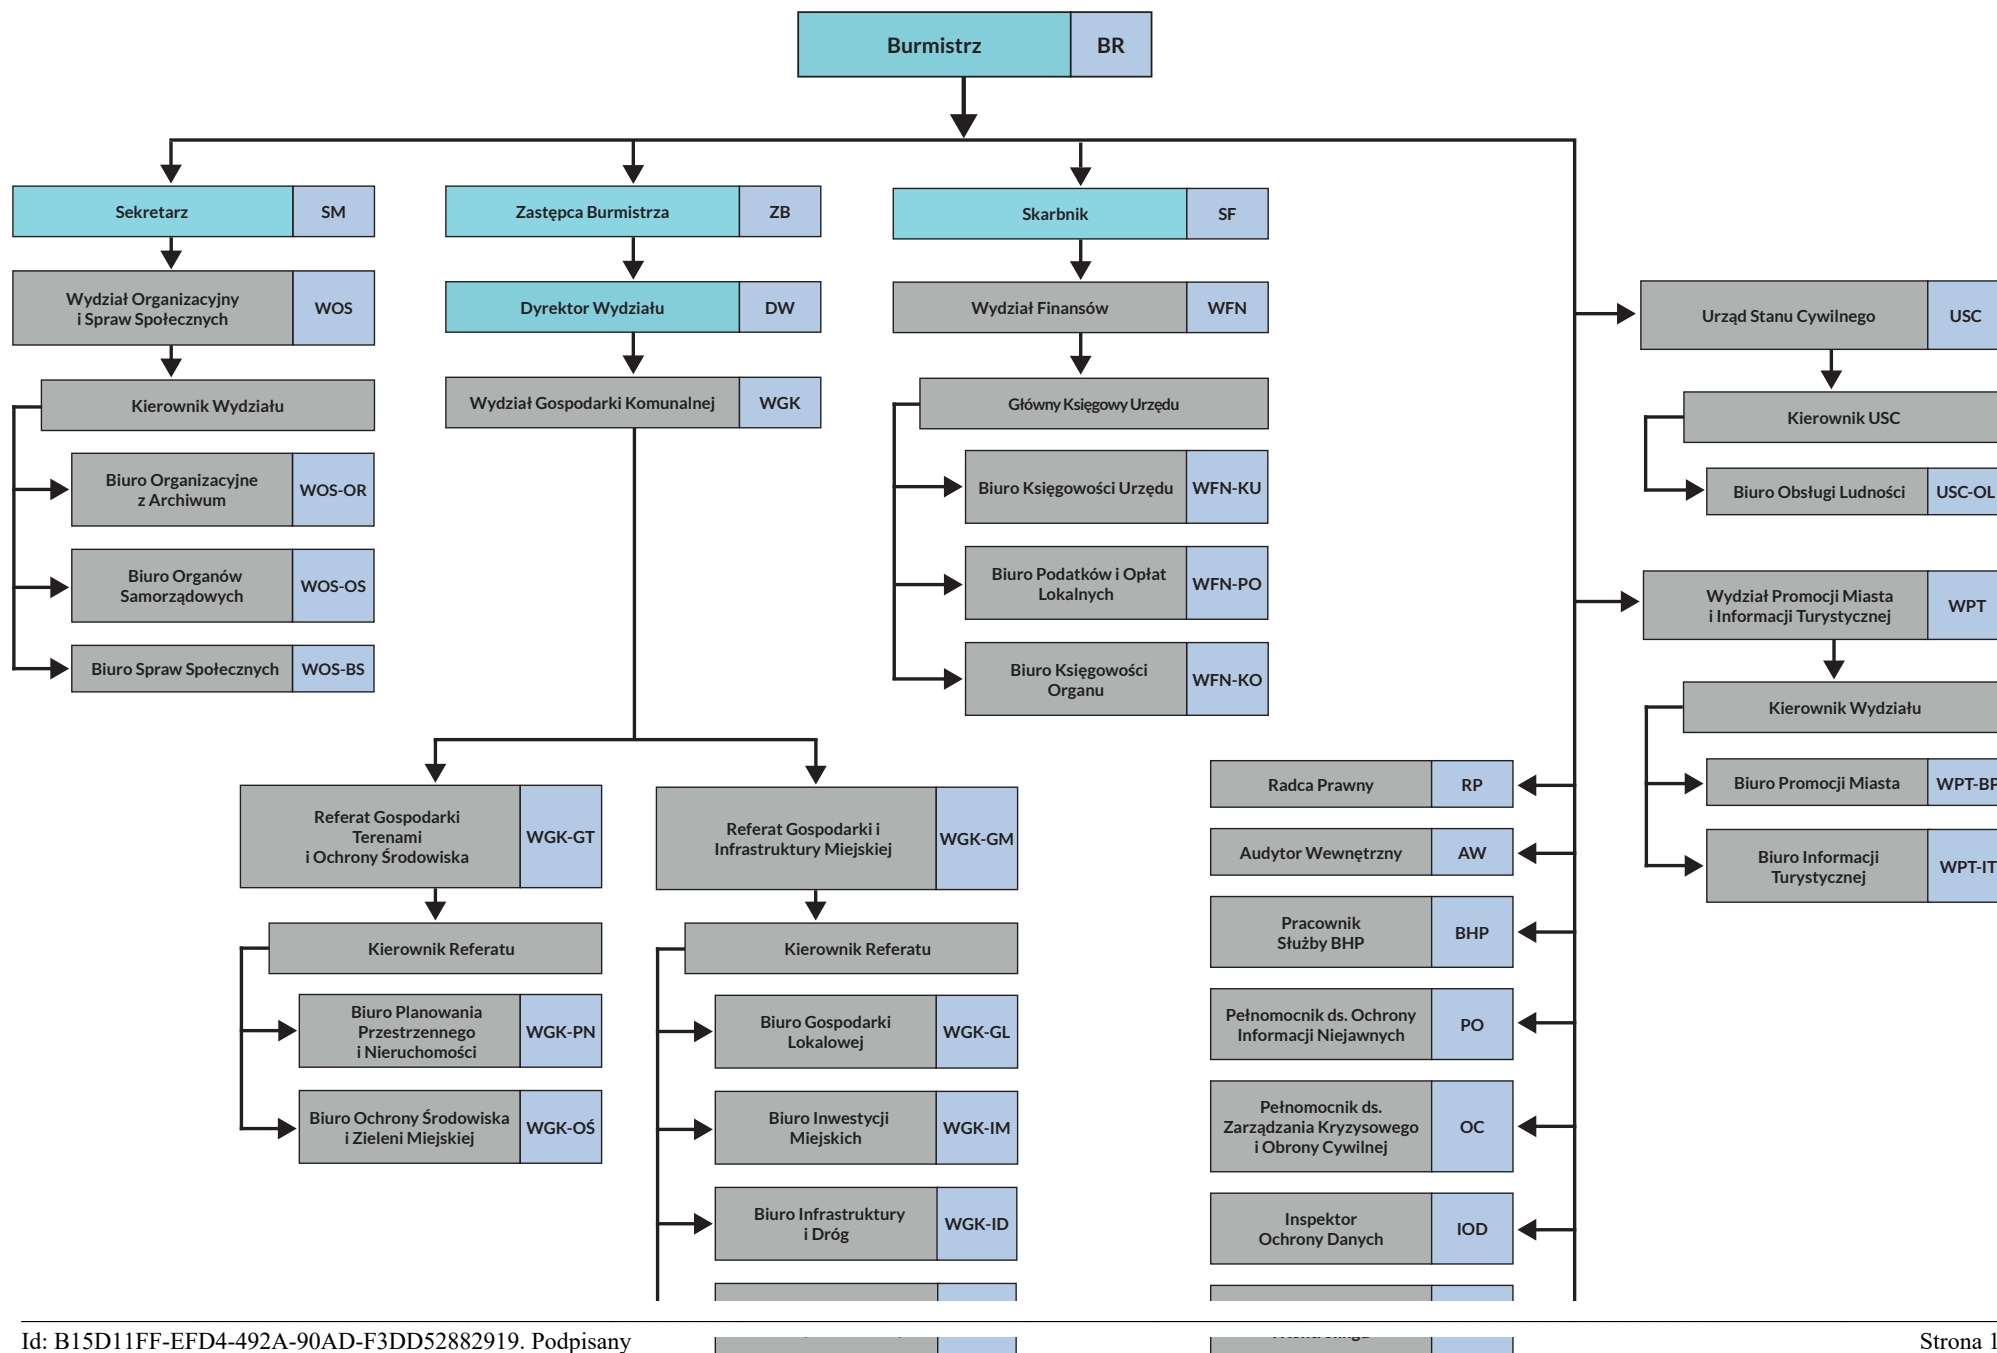 Burmistrz
BR
Sekretarz
SM
Zastępca Burmistrza
ZB
Skarbnik
SF
Wydział Organizacyjny
i Spraw Społecznych
WOS
Dyrektor Wydziału
DW
Wydział Finansów
WFN
Urząd Stanu Cywilnego
USC
Kierownik Wydziału
Wydział Gospodarki Komunalnej
WGK
Główny Księgowy Urzędu
Kierownik USC
Biuro Organizacyjne
z Archiwum
WOS-OR
Biuro Księgowości Urzędu
WFN-KU
Biuro Obsługi Ludności
USC-OL
Biuro Organów
Samorządowych
WOS-OS
Biuro Podatków i Opłat
Lokalnych
WFN-PO
Wydział Promocji Miasta
i Informacji Turystycznej
WPT
Biuro Spraw Społecznych
WOS-BS
Biuro Księgowości
Organu
WFN-KO
Kierownik Wydziału
Biuro Promocji Miasta
WPT-BP
Biuro Informacji
Turystycznej
WPT-IT
Referat Gospodarki
Terenami
i Ochrony Środowiska
WGK-GT
Referat Gospodarki i
Infrastruktury Miejskiej
WGK-GM
Radca Prawny
RP
Audytor Wewnętrzny
AW
Kierownik Referatu
Kierownik Referatu
Pracownik
Służby BHP
BHP
Biuro Planowania
Przestrzennego
i Nieruchomości
WGK-PN
Biuro Gospodarki
Lokalowej
WGK-GL
Pełnomocnik ds. Ochrony
Informacji Niejawnych
PO
Biuro Ochrony Środowiska
i Zieleni Miejskiej
WGK-OŚ
Biuro Inwestycji
Miejskich
WGK-IM
Pełnomocnik ds.
Zarządzania Kryzysowego
i Obrony Cywilnej
OC
Biuro Infrastruktury
i Dróg
WGK-ID
Inspektor
Ochrony Danych
IOD
Id: B15D11FF-EFD4-492A-90AD-F3DD52882919. Podpisany
Strona 1